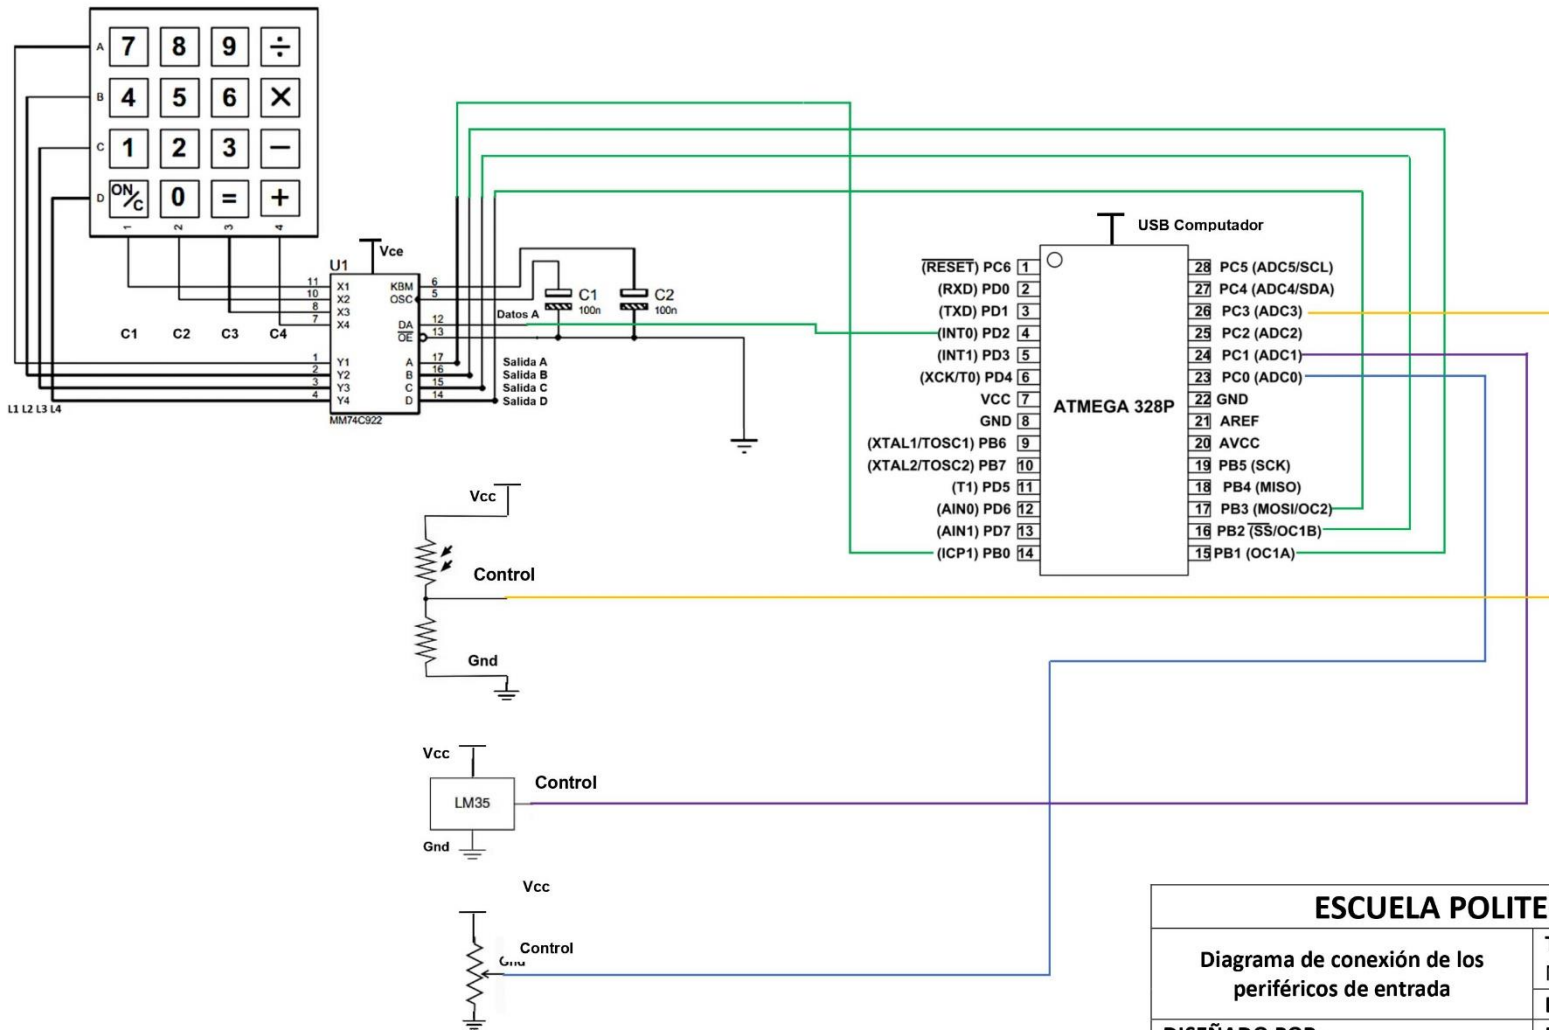 A 7 8 9 ÷
B 4 5 6 ×
C 1 2 3 −
D ON/C 0 = +
1 2 3 4
Vce
U1
11 X1 KBM 6
10 X2 OSC 5
8 X3 DA 12
7 X4 OE 13
1 Y1 A 17
2 Y2 B 16
3 Y3 C 15
4 Y4 D 14
MM74C922
C1 C2 C3 C4
L1 L2 L3 L4
C1
100n
C2
100n
Datos A
Salida A
Salida B
Salida C
Salida D
USB Computador
ATMEGA 328P
(RESET) PC6 1
(RXD) PD0 2
(TXD) PD1 3
(INT0) PD2 4
(INT1) PD3 5
(XCK/T0) PD4 6
VCC 7
GND 8
(XTAL1/TOSC1) PB6 9
(XTAL2/TOSC2) PB7 10
(T1) PD5 11
(AIN0) PD6 12
(AIN1) PD7 13
(ICP1) PB0 14
28 PC5 (ADC5/SCL)
27 PC4 (ADC4/SDA)
26 PC3 (ADC3)
25 PC2 (ADC2)
24 PC1 (ADC1)
23 PC0 (ADC0)
22 GND
21 AREF
20 AVCC
19 PB5 (SCK)
18 PB4 (MISO)
17 PB3 (MOSI/OC2)
16 PB2 (SS/OC1B)
15 PB1 (OC1A)
Vcc
Control
Gnd
Vcc
LM35
Control
Gnd
Vcc
Control
ESCUELA POLITE
Diagrama de conexión de los
periféricos de entrada